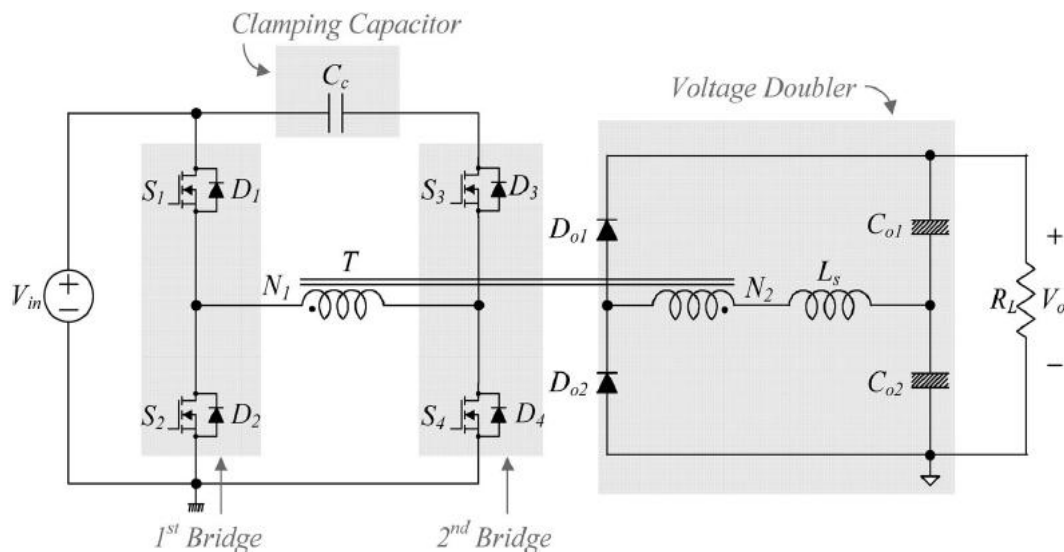 Clamping Capacitor
C_c
Voltage Doubler
S_1
D_1
S_3
D_3
D_o1
C_o1
+
T
N_1
N_2
L_s
V_in
+
−
R_L
V_o
S_2
D_2
S_4
D_4
D_o2
C_o2
−
1^st Bridge
2^nd Bridge